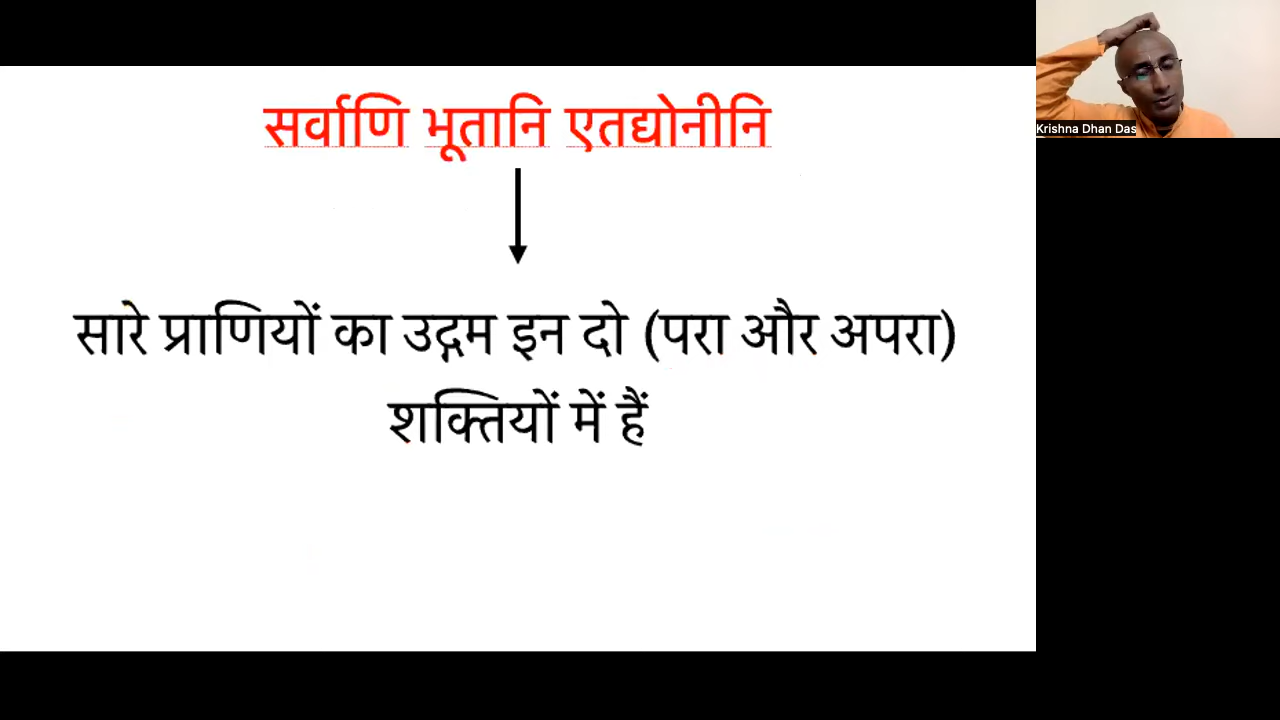 सर्वाणि भूतानि एतद्योनीनि
सारे प्राणियों का उद्गम इन दो (परा और अपरा)
शक्तियों में हैं
Krishna Dhan Das